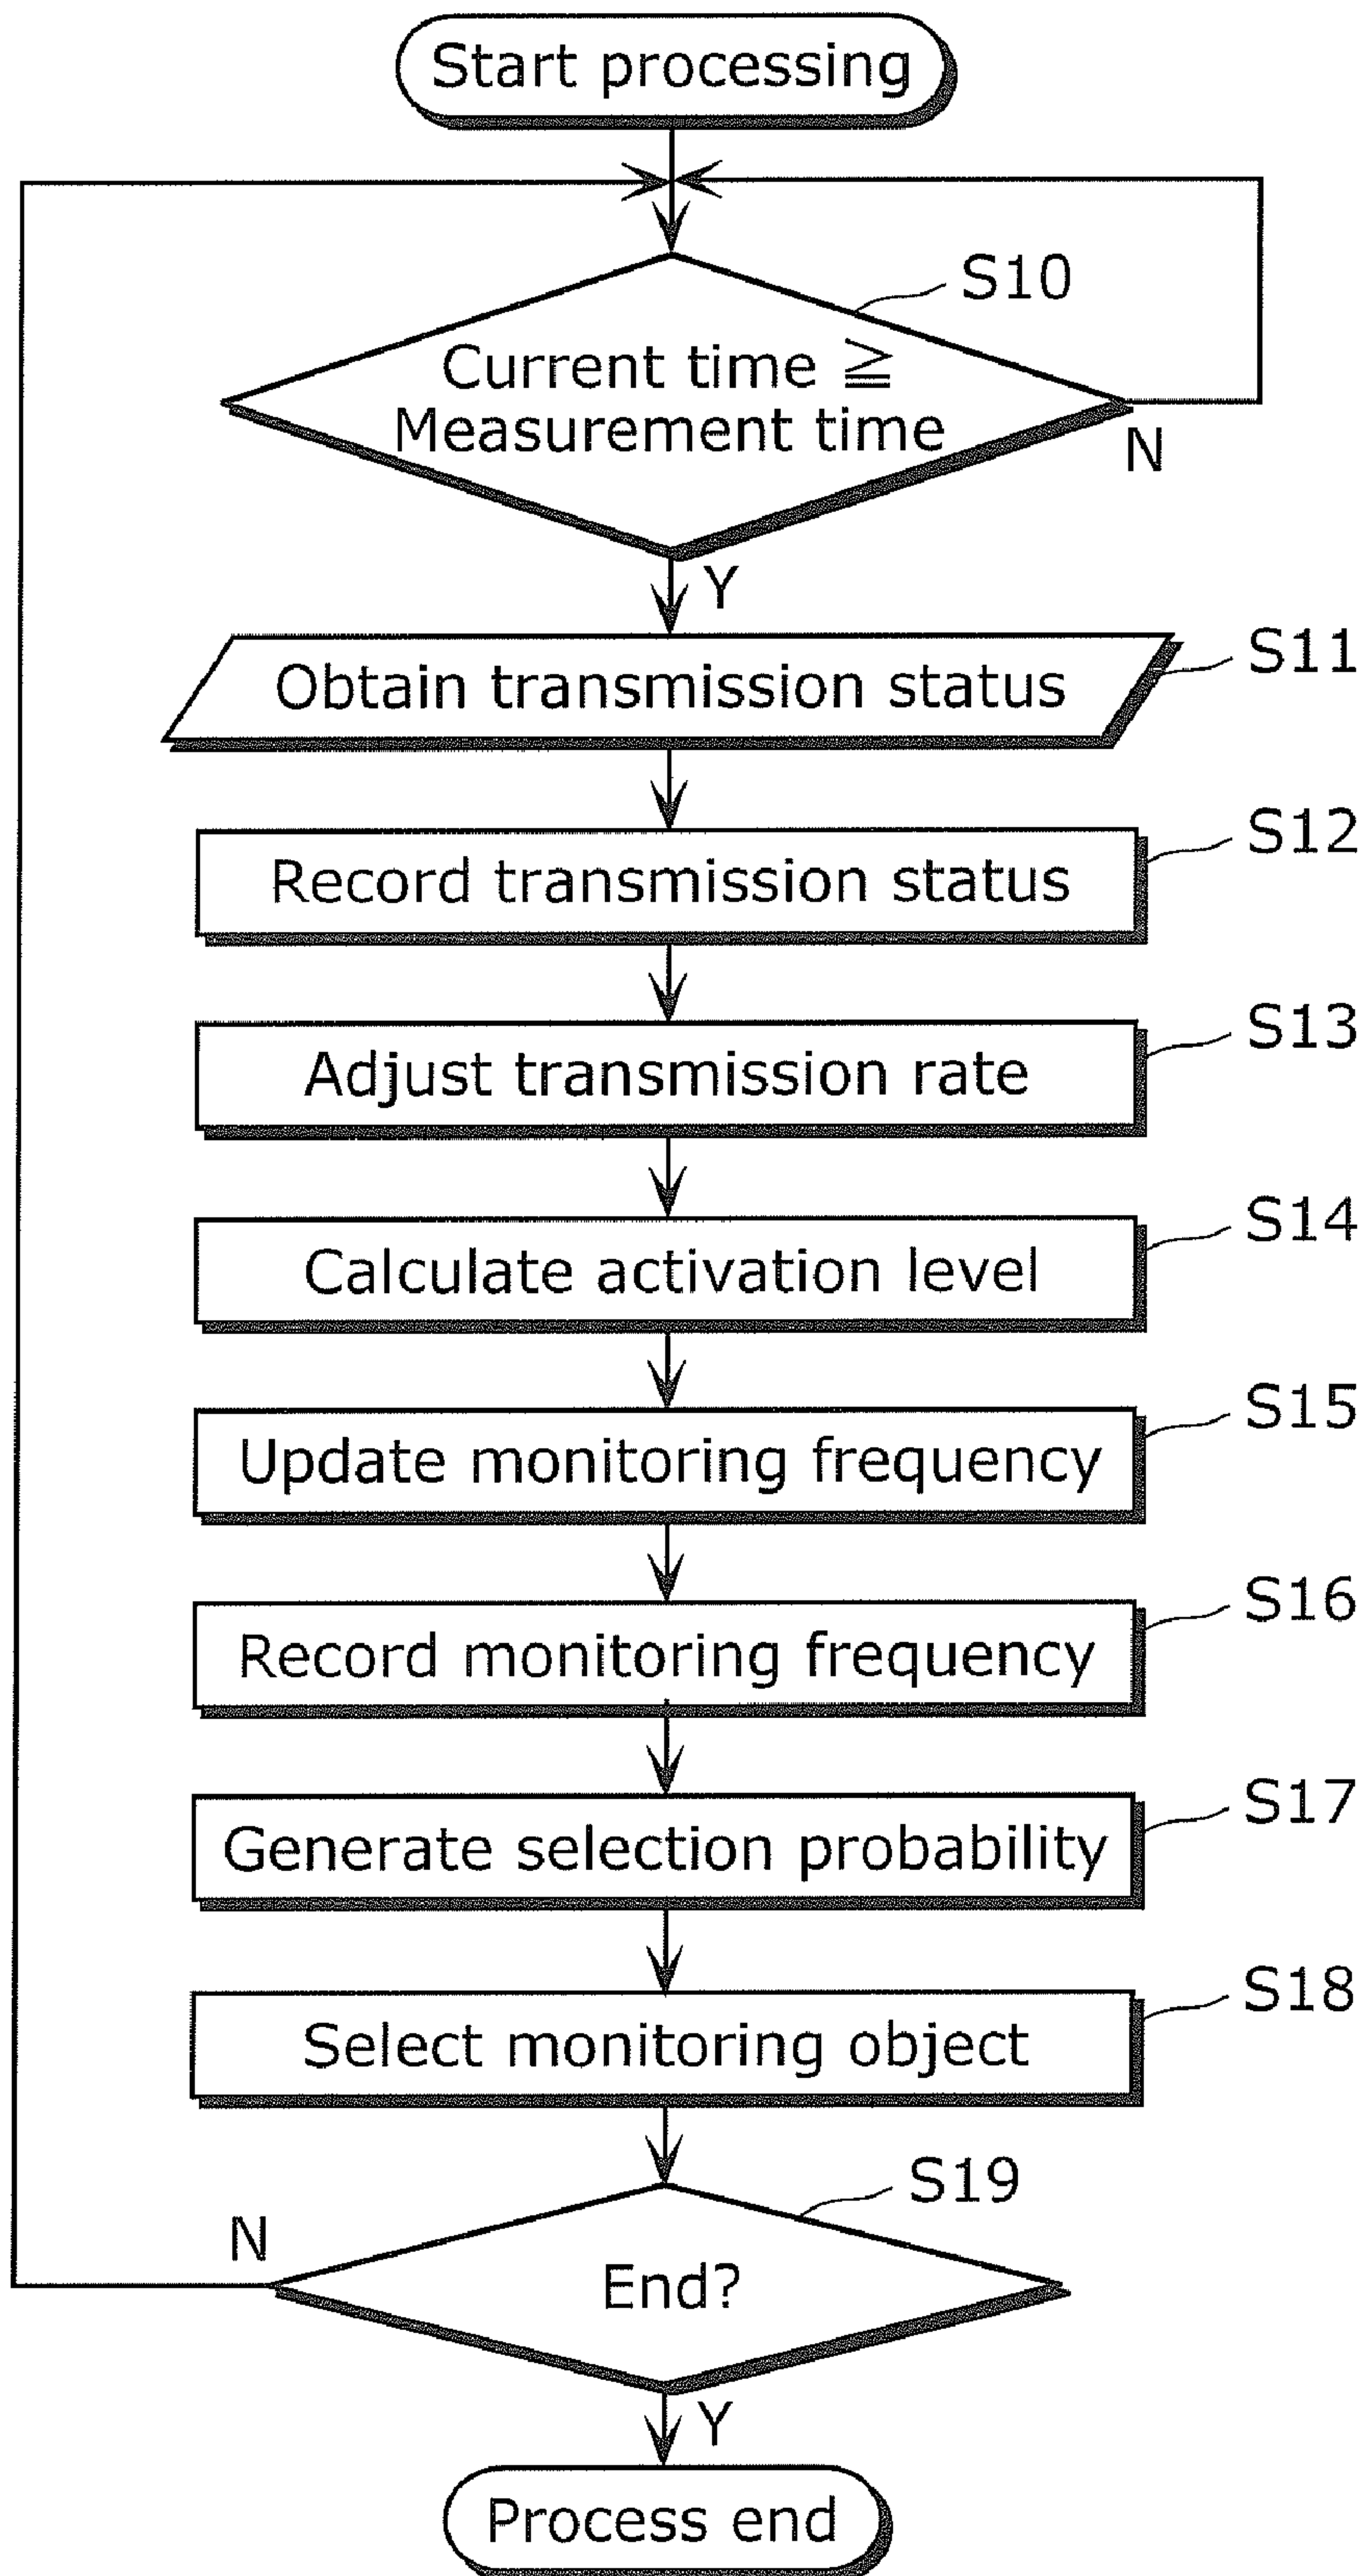 Start processing
S10
Current time ≧
Measurement time
N
Y
S11
Obtain transmission status
S12
Record transmission status
S13
Adjust transmission rate
S14
Calculate activation level
S15
Update monitoring frequency
S16
Record monitoring frequency
S17
Generate selection probability
S18
Select monitoring object
S19
N
End?
Y
Process end